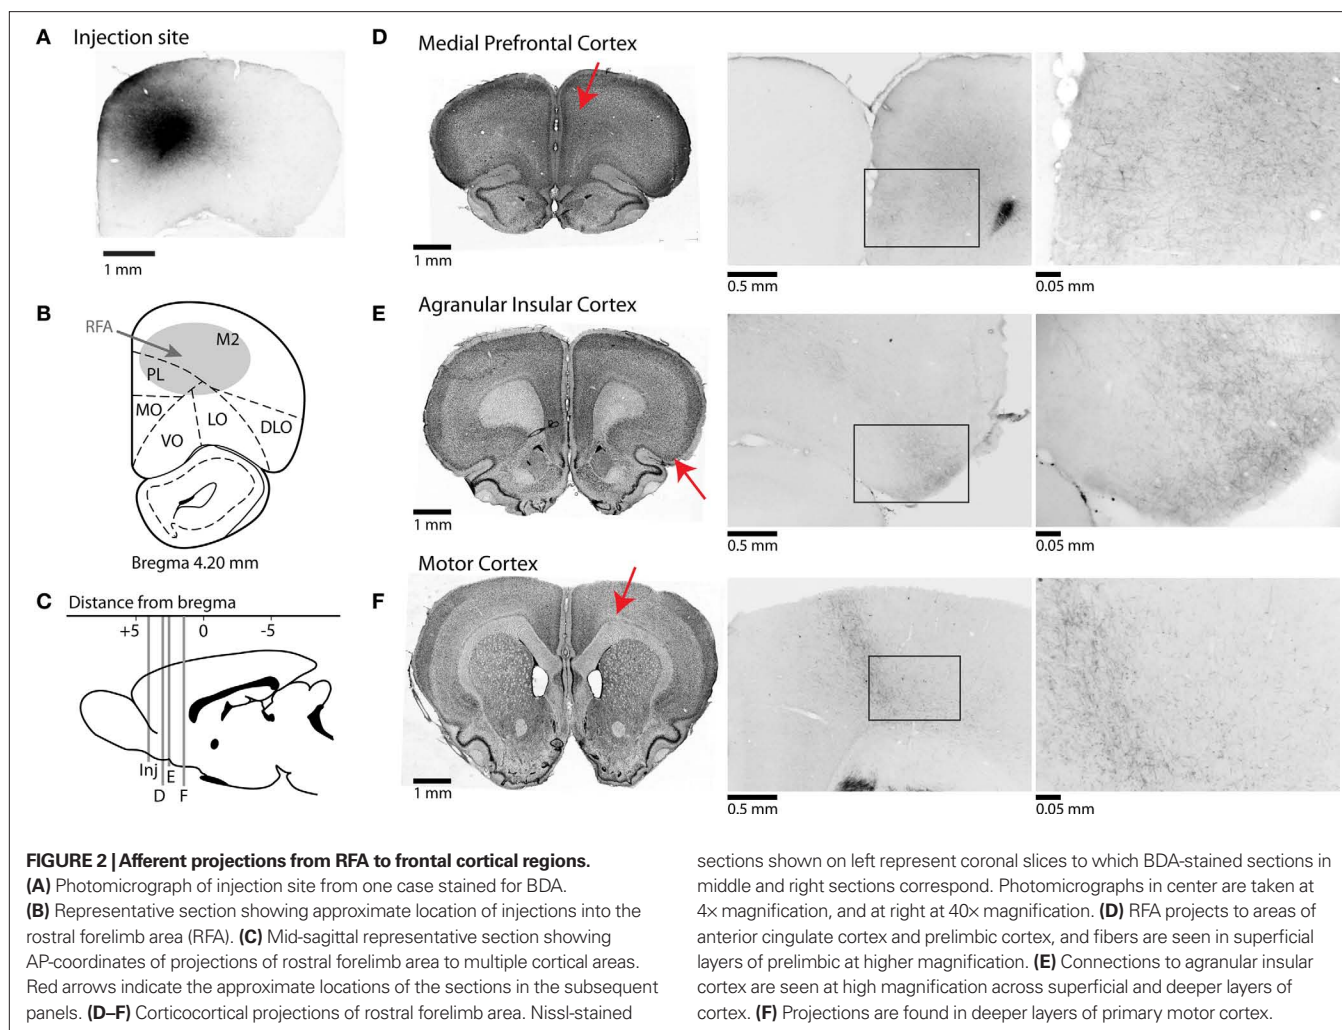 A Injection site
1 mm
B
RFA
M2
PL
MO
LO
DLO
VO
Bregma 4.20 mm
C
Distance from bregma
+5 0 -5
Inj E
D F
D Medial Prefrontal Cortex
1 mm
0.5 mm
0.05 mm
E Agranular Insular Cortex
1 mm
0.5 mm
0.05 mm
F Motor Cortex
1 mm
0.5 mm
0.05 mm
FIGURE 2 | Afferent projections from RFA to frontal cortical regions.
(A) Photomicrograph of injection site from one case stained for BDA.
(B) Representative section showing approximate location of injections into the
rostral forelimb area (RFA). (C) Mid-sagittal representative section showing
AP-coordinates of projections of rostral forelimb area to multiple cortical areas.
Red arrows indicate the approximate locations of the sections in the subsequent
panels. (D–F) Corticocortical projections of rostral forelimb area. Nissl-stained
sections shown on left represent coronal slices to which BDA-stained sections in
middle and right sections correspond. Photomicrographs in center are taken at
4× magnification, and at right at 40× magnification. (D) RFA projects to areas of
anterior cingulate cortex and prelimbic cortex, and fibers are seen in superficial
layers of prelimbic at higher magnification. (E) Connections to agranular insular
cortex are seen at high magnification across superficial and deeper layers of
cortex. (F) Projections are found in deeper layers of primary motor cortex.